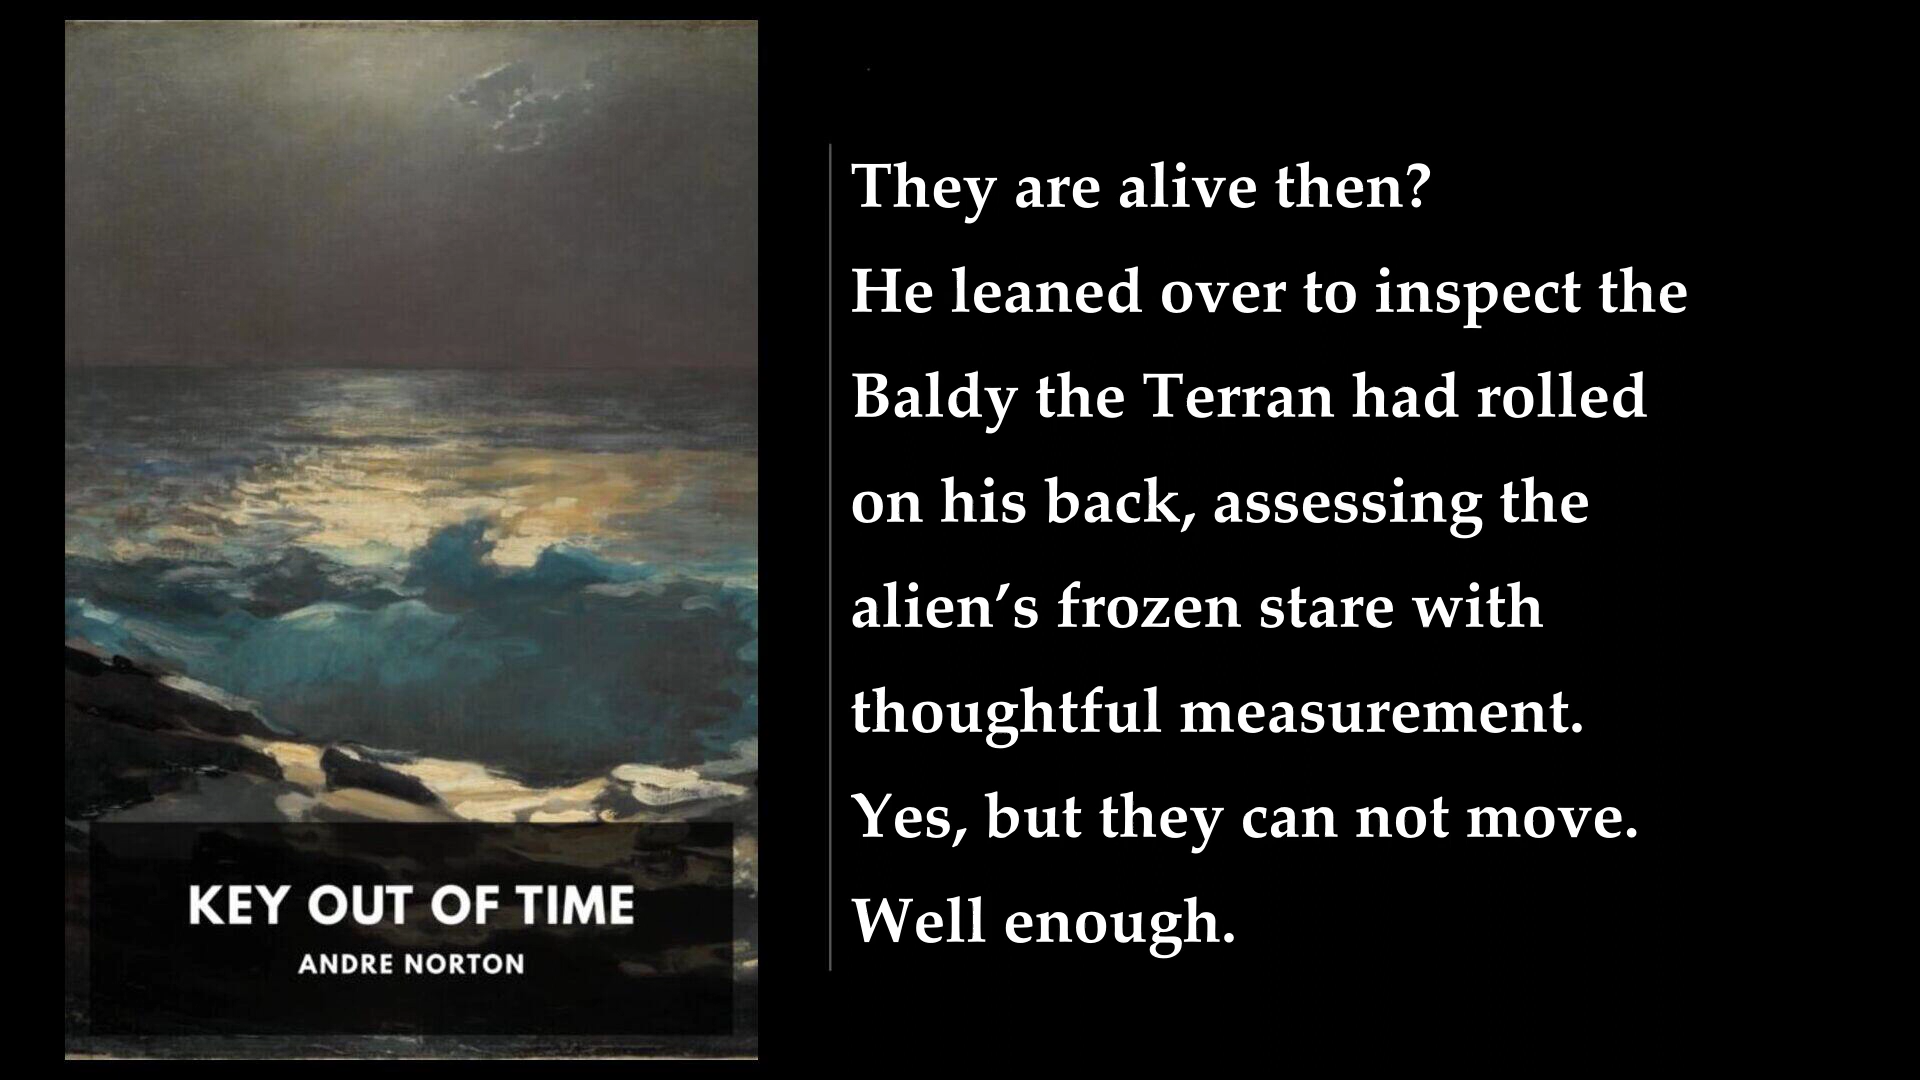 They are alive then?
He leaned over to inspect the
Baldy the Terran had rolled
on his back, assessing the
alien’s frozen stare with
thoughtful measurement.
Yes, but they can not move.
Well enough.
KEY OUT OF TIME
ANDRE NORTON